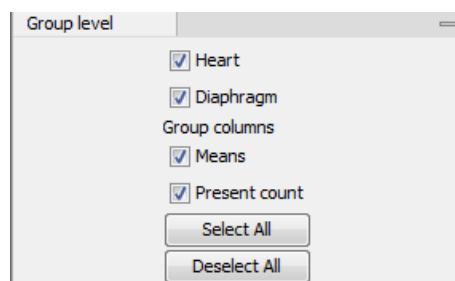 Group level
Heart
Diaphragm
Group columns
Means
Present count
Select All
Deselect All